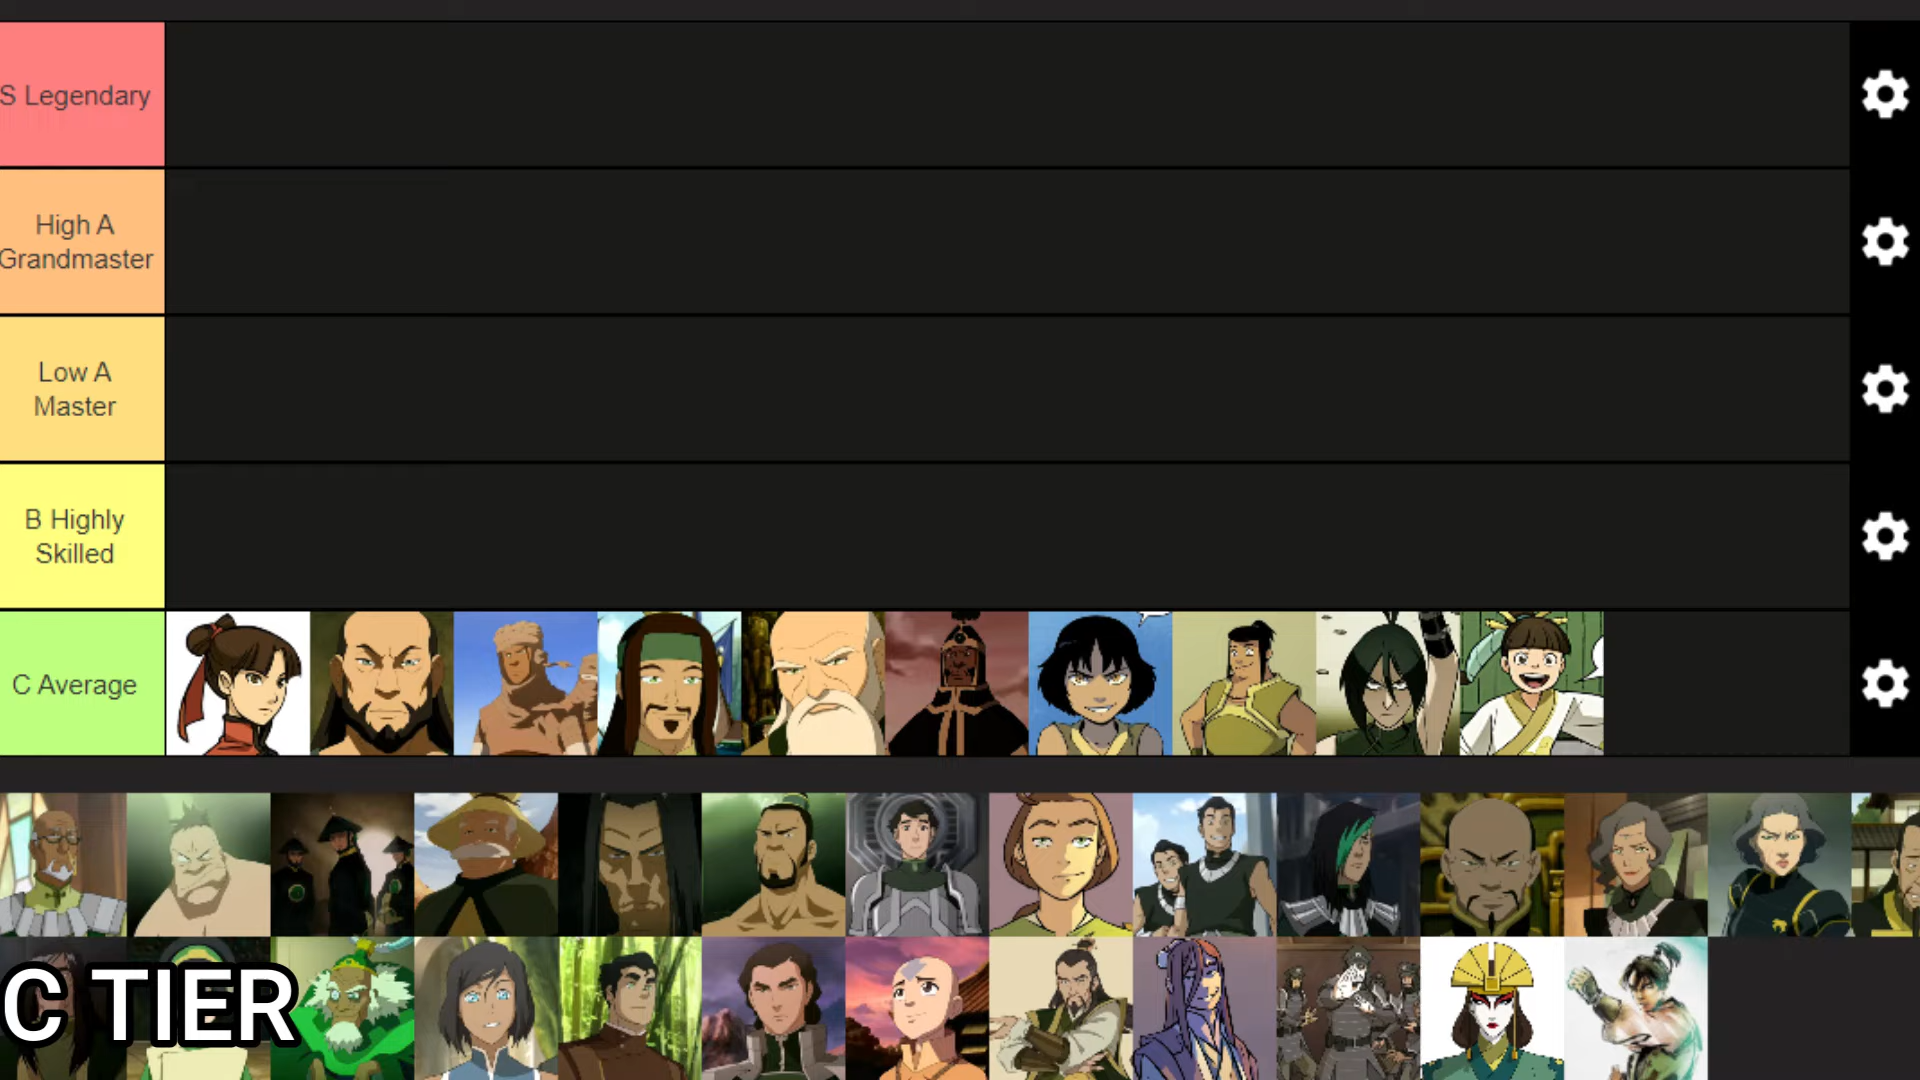 S Legendary
High A
Grandmaster
Low A
Master
B Highly
Skilled
C Average
C TIER